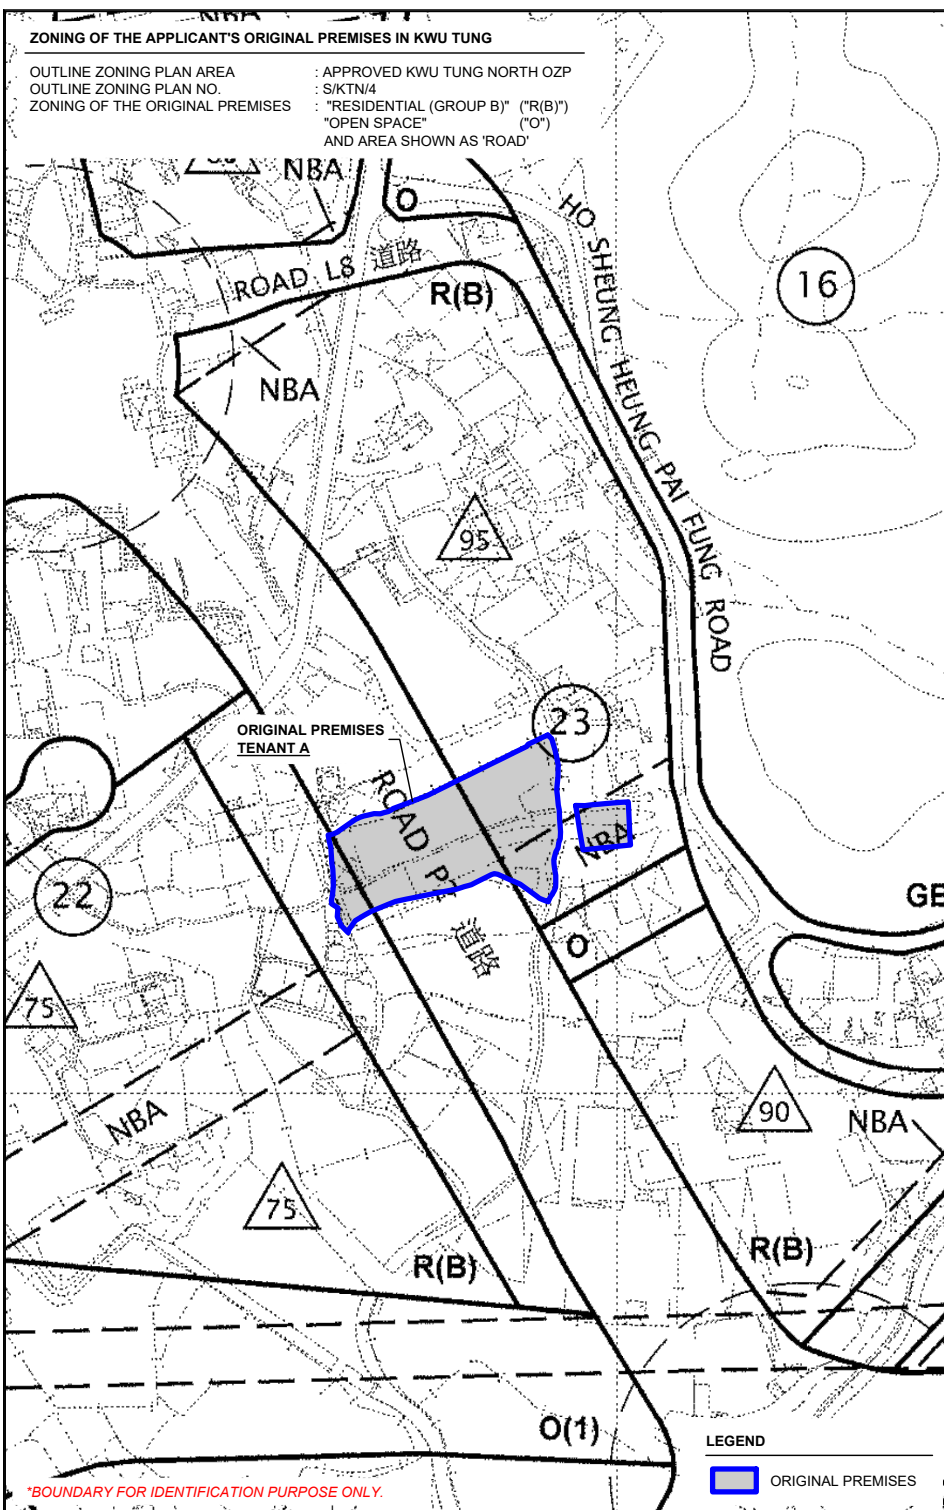 ZONING OF THE APPLICANT'S ORIGINAL PREMISES IN KWU TUNG
OUTLINE ZONING PLAN AREA : APPROVED KWU TUNG NORTH OZP
OUTLINE ZONING PLAN NO. : S/KTN/4
ZONING OF THE ORIGINAL PREMISES : "RESIDENTIAL (GROUP B)" ("R(B)")
"OPEN SPACE" ("O")
AND AREA SHOWN AS 'ROAD'
NBA
NBA
O
HO SHEUNG HEUNG PAI FUNG ROAD
ROAD L8 道路
R(B)
16
NBA
95
23
ORIGINAL PREMISES
TENANT A
ROAD P2 道路
NBA
22
GB
O
75
90
NBA
NBA
75
R(B)
R(B)
O(1)
LEGEND
ORIGINAL PREMISES
*BOUNDARY FOR IDENTIFICATION PURPOSE ONLY.